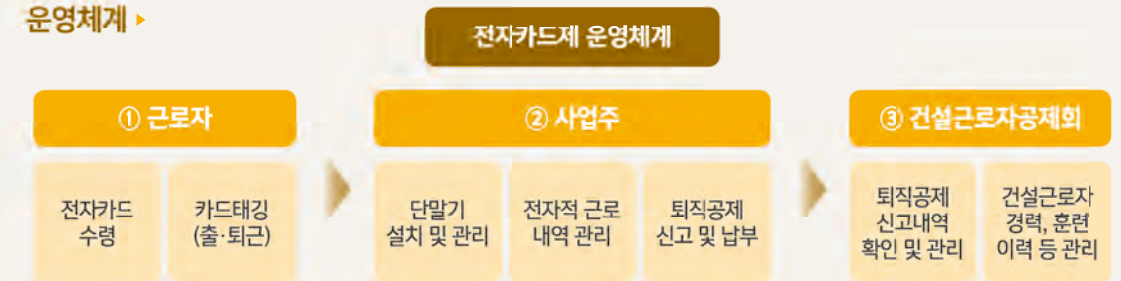 운영체계
전자카드제 운영체계
① 근로자
전자카드
수령
카드태깅
(출·퇴근)
② 사업주
단말기
설치 및 관리
전자적 근로
내역 관리
퇴직공제
신고 및 납부
③ 건설근로자공제회
퇴직공제
신고내역
확인 및 관리
건설근로자
경력, 훈련
이력 등 관리